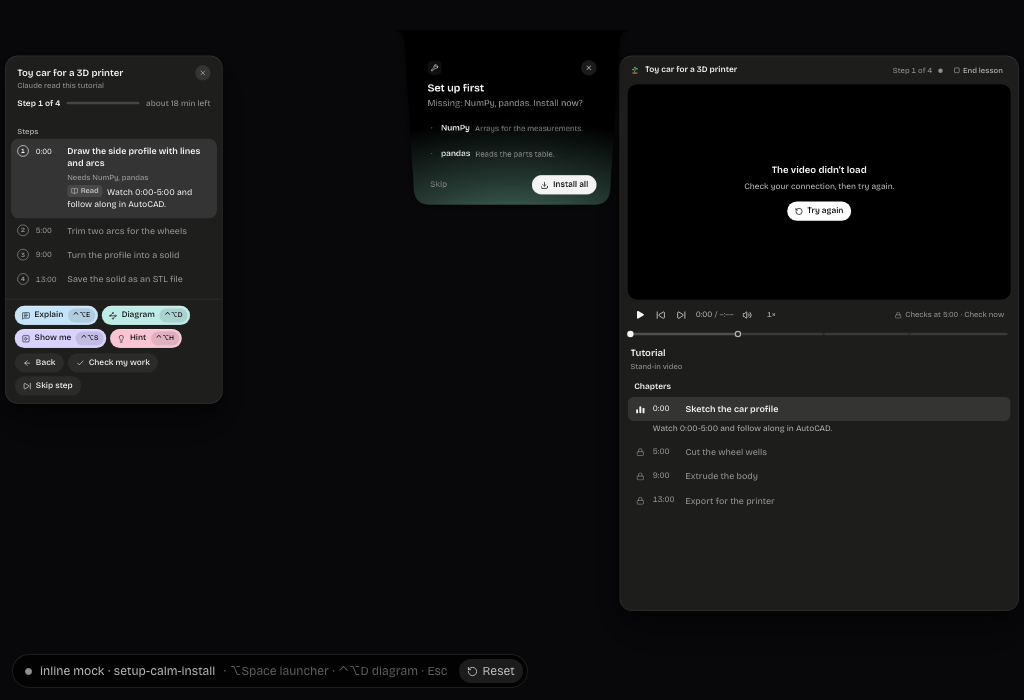 Toy car for a 3D printer
Claude read this tutorial
Step 1 of 4 about 18 min left
Steps
1 0:00 Draw the side profile with lines
and arcs
Needs NumPy, pandas
Read Watch 0:00-5:00 and
follow along in AutoCAD.
2 5:00 Trim two arcs for the wheels
3 9:00 Turn the profile into a solid
4 13:00 Save the solid as an STL file
Explain ^⌥E Diagram ^⌥D
Show me ^⌥S Hint ^⌥H
Back Check my work
Skip step
Set up first
Missing: NumPy, pandas. Install now?
· NumPy Arrays for the measurements.
· pandas Reads the parts table.
Skip Install all
Toy car for a 3D printer Step 1 of 4 End lesson
The video didn't load
Check your connection, then try again.
Try again
0:00 / -:-- 1× Checks at 5:00 · Check now
Tutorial
Stand-in video
Chapters
0:00 Sketch the car profile
Watch 0:00-5:00 and follow along in AutoCAD.
5:00 Cut the wheel wells
9:00 Extrude the body
13:00 Export for the printer
inline mock · setup-calm-install · ⌥Space launcher · ^⌥D diagram · Esc Reset